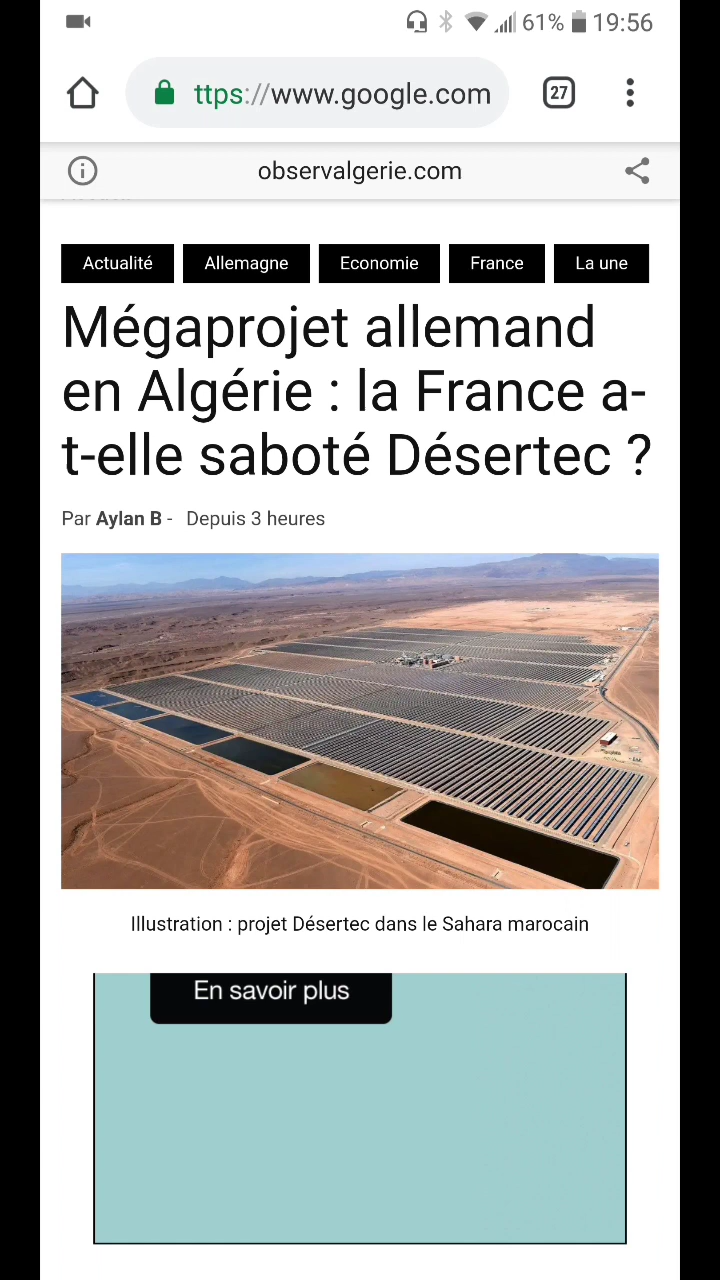 61% 19:56
ttps://www.google.com
27
observalgerie.com
Actualité Allemagne Economie France La une
Mégaprojet allemand
en Algérie : la France a-
t-elle saboté Désertec ?
Par Aylan B - Depuis 3 heures
Illustration : projet Désertec dans le Sahara marocain
En savoir plus